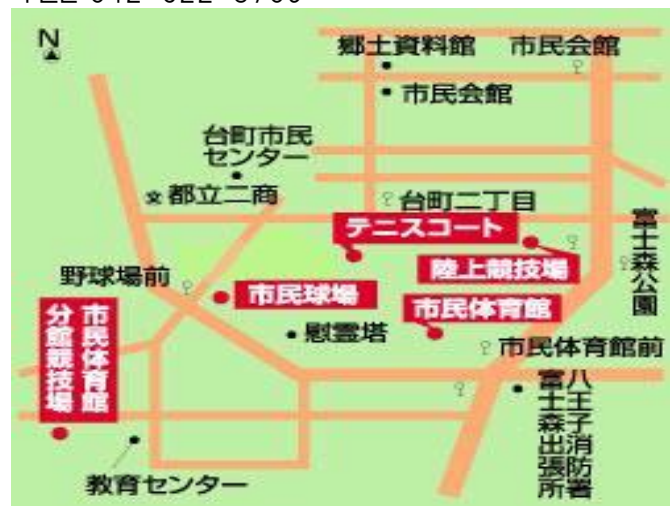 N
郷土資料館
市民会館
市民会館
台町市民
センター
都立二商
台町二丁目
テニスコート
陸上競技場
富士森公園
野球場前
市民球場
市民体育館
慰霊塔
市民体育館前
市民体育館
分館競技場
八王子消防署
富士森出張所
教育センター